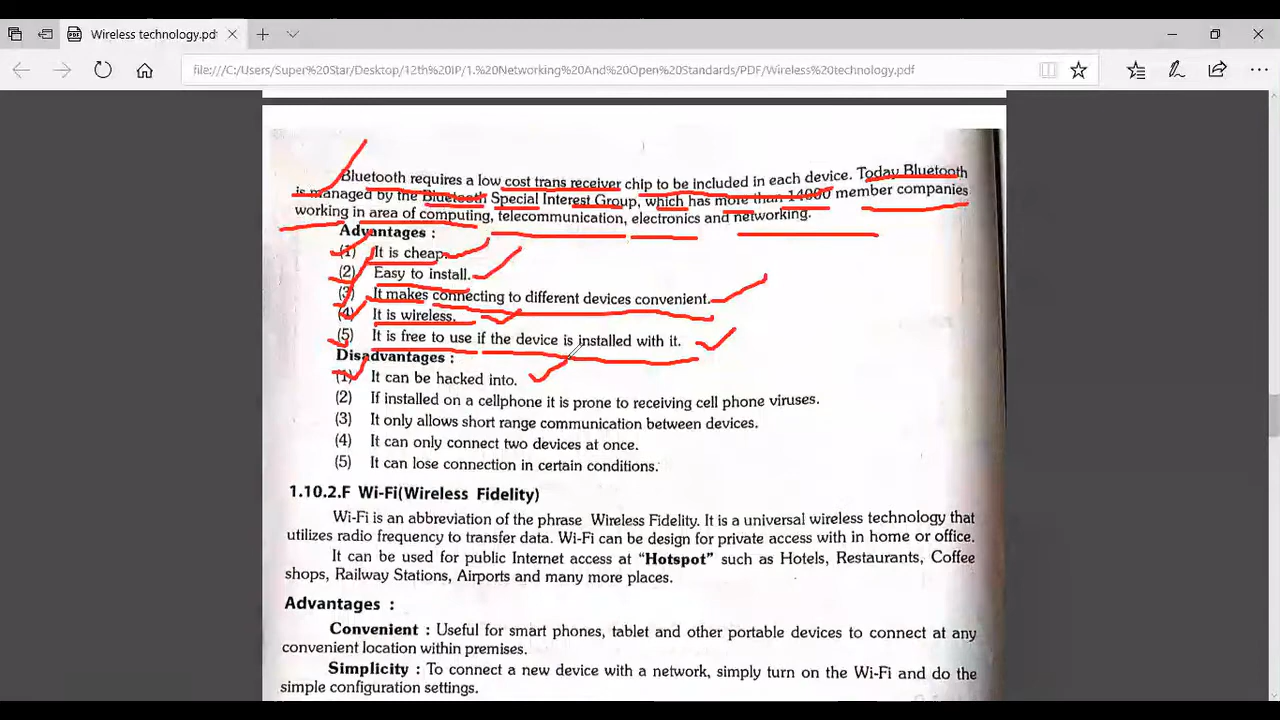 Wireless technology.pdf
file:///C:/Users/Super%20Star/Desktop/12th%20IP/1.%20Networking%20And%20Open%20Standards/PDF/Wireless%20technology.pdf
Bluetooth requires a low cost trans receiver chip to be included in each device. Today Bluetooth
is managed by the Bluetooth Special Interest Group, which has more than 14000 member companies
working in area of computing, telecommunication, electronics and networking.
Advantages :
(1) It is cheap.
(2) Easy to install.
(3) It makes connecting to different devices convenient.
(4) It is wireless.
(5) It is free to use if the device is installed with it.
Disadvantages :
(1) It can be hacked into.
(2) If installed on a cellphone it is prone to receiving cell phone viruses.
(3) It only allows short range communication between devices.
(4) It can only connect two devices at once.
(5) It can lose connection in certain conditions.
1.10.2.F Wi-Fi(Wireless Fidelity)
Wi-Fi is an abbreviation of the phrase Wireless Fidelity. It is a universal wireless technology that
utilizes radio frequency to transfer data. Wi-Fi can be design for private access with in home or office.
It can be used for public Internet access at “Hotspot” such as Hotels, Restaurants, Coffee
shops, Railway Stations, Airports and many more places.
Advantages :
Convenient : Useful for smart phones, tablet and other portable devices to connect at any
convenient location within premises.
Simplicity : To connect a new device with a network, simply turn on the Wi-Fi and do the
simple configuration settings.